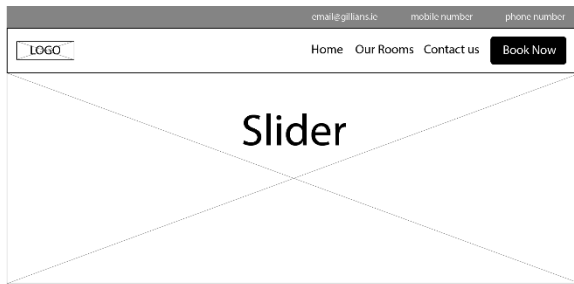 email@gillians.ie mobile number phone number
LOGO Home Our Rooms Contact us Book Now
Slider